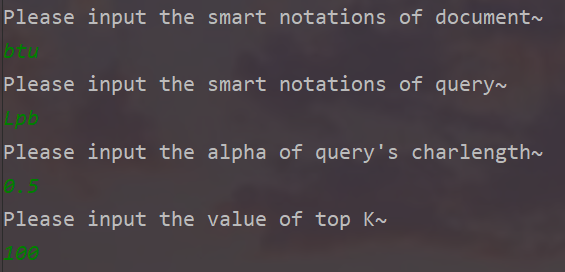 Please input the smart notations of document~
btu
Please input the smart notations of query~
Lpb
Please input the alpha of query's charlength~
0.5
Please input the value of top K~
100